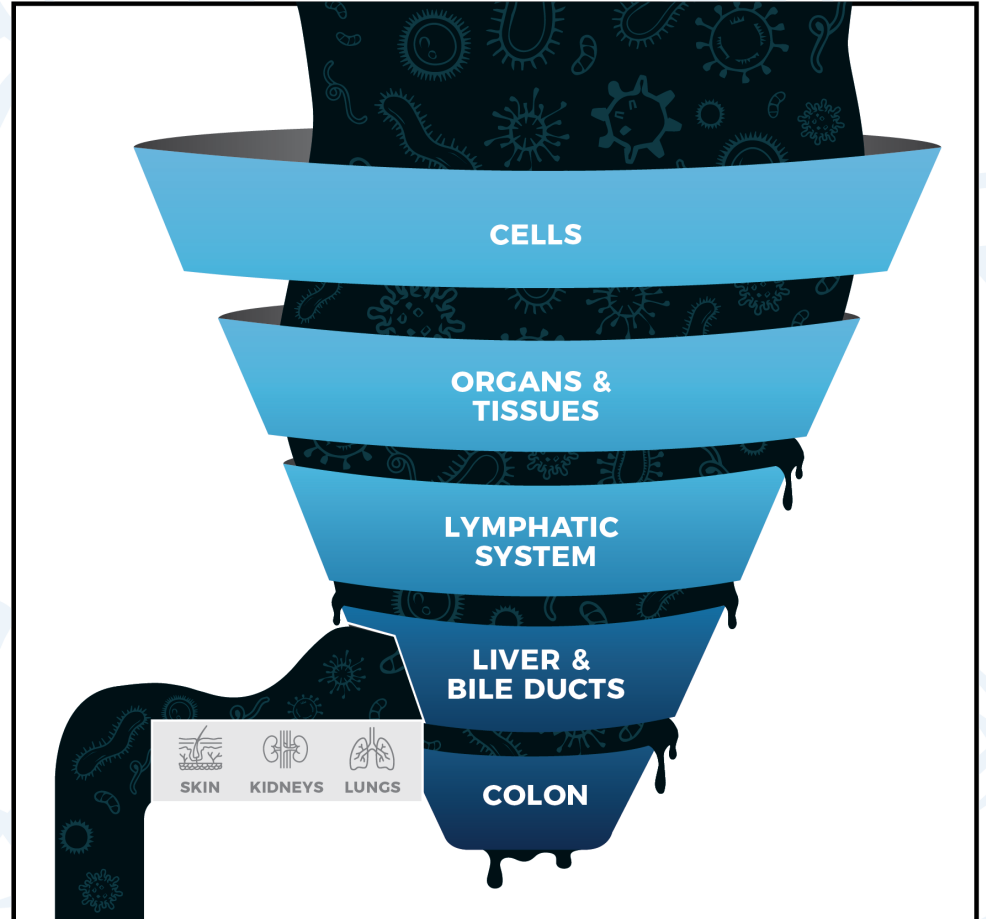 CELLS
ORGANS &
TISSUES
LYMPHATIC
SYSTEM
LIVER &
BILE DUCTS
SKIN KIDNEYS LUNGS
COLON